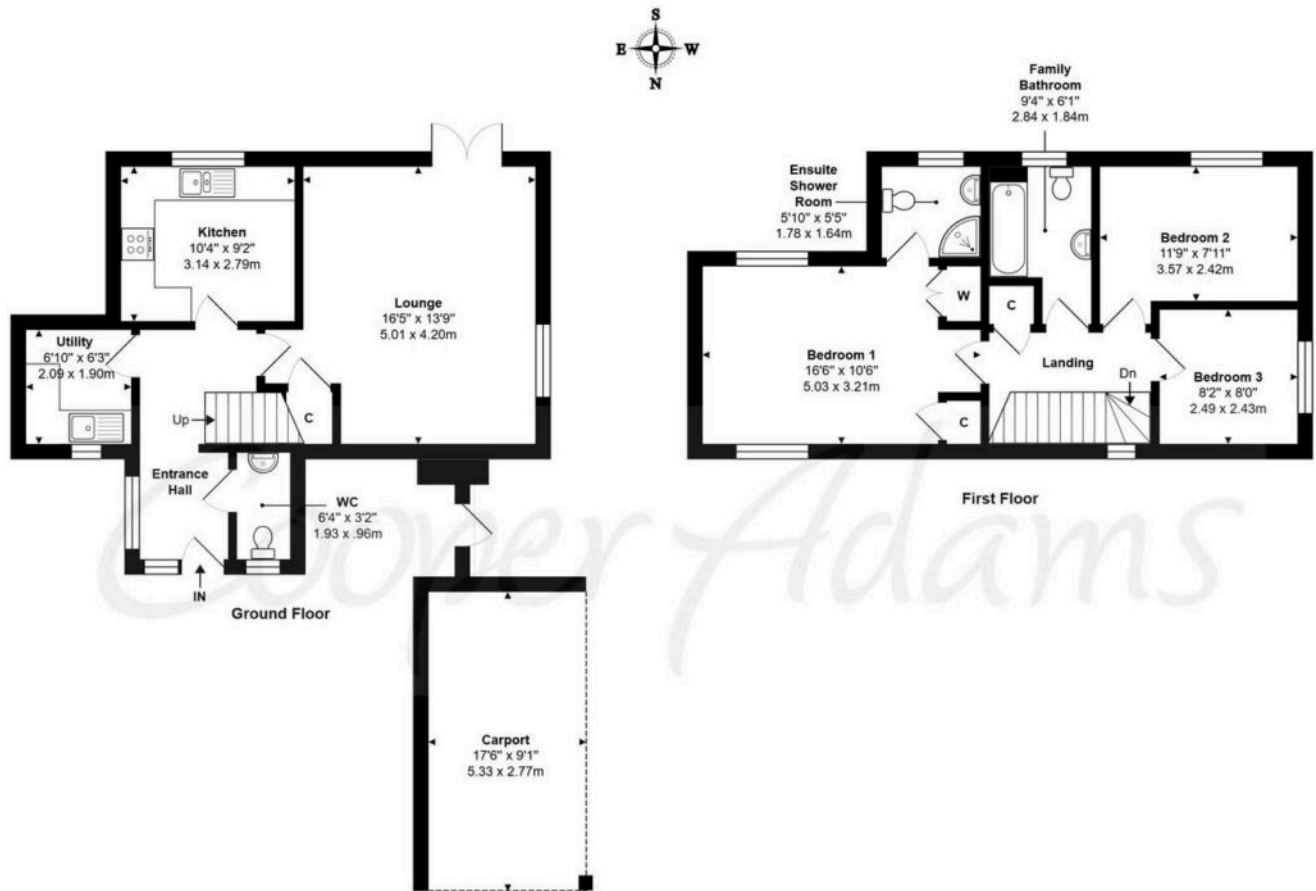 S
E
W
N
Kitchen
10'4" x 9'2"
3.14 x 2.79m
Lounge
16'5" x 13'9"
5.01 x 4.20m
Utility
6'10" x 6'3"
2.09 x 1.90m
Up
C
Entrance
Hall
WC
6'4" x 3'2"
1.93 x .96m
IN
Ground Floor
Carport
17'6" x 9'1"
5.33 x 2.77m
Family
Bathroom
9'4" x 6'1"
2.84 x 1.84m
Ensuite
Shower
Room
5'10" x 5'5"
1.78 x 1.64m
Bedroom 2
11'9" x 7'11"
3.57 x 2.42m
W
C
Bedroom 1
16'6" x 10'6"
5.03 x 3.21m
Landing
Dn
Bedroom 3
8'2" x 8'0"
2.49 x 2.43m
C
First Floor
Cooper Adams